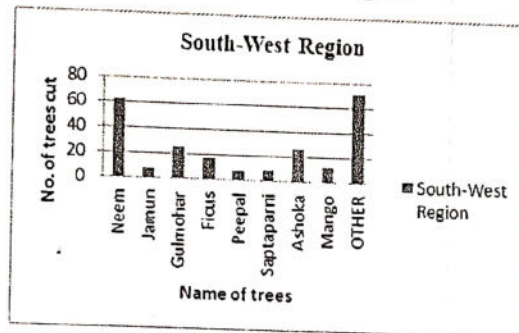 South-West Region
No. of trees cut
80
60
40
20
0
Neem
Jamun
Gulmohar
Ficus
Peepal
Saptaparni
Ashoka
Mango
OTHER
Name of trees
South-West
Region